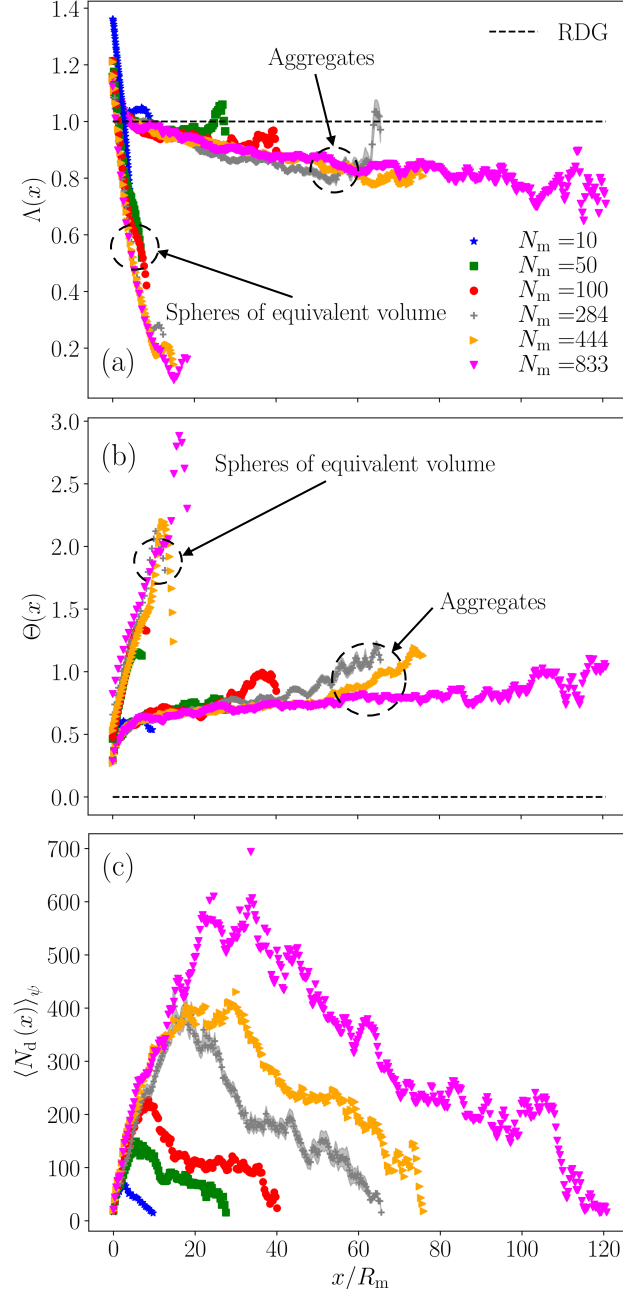 1.4
1.2
1.0
0.8
0.6
0.4
0.2
Λ(x)
RDG
Aggregates
Spheres of equivalent volume
N_m =10
N_m =50
N_m =100
N_m =284
N_m =444
N_m =833
(a)
3.0
2.5
2.0
1.5
1.0
0.5
0.0
Θ(x)
(b)
Spheres of equivalent volume
Aggregates
700
600
500
400
300
200
100
0
⟨N_d (x)⟩_ψ
(c)
0 20 40 60 80 100 120
x/R_m